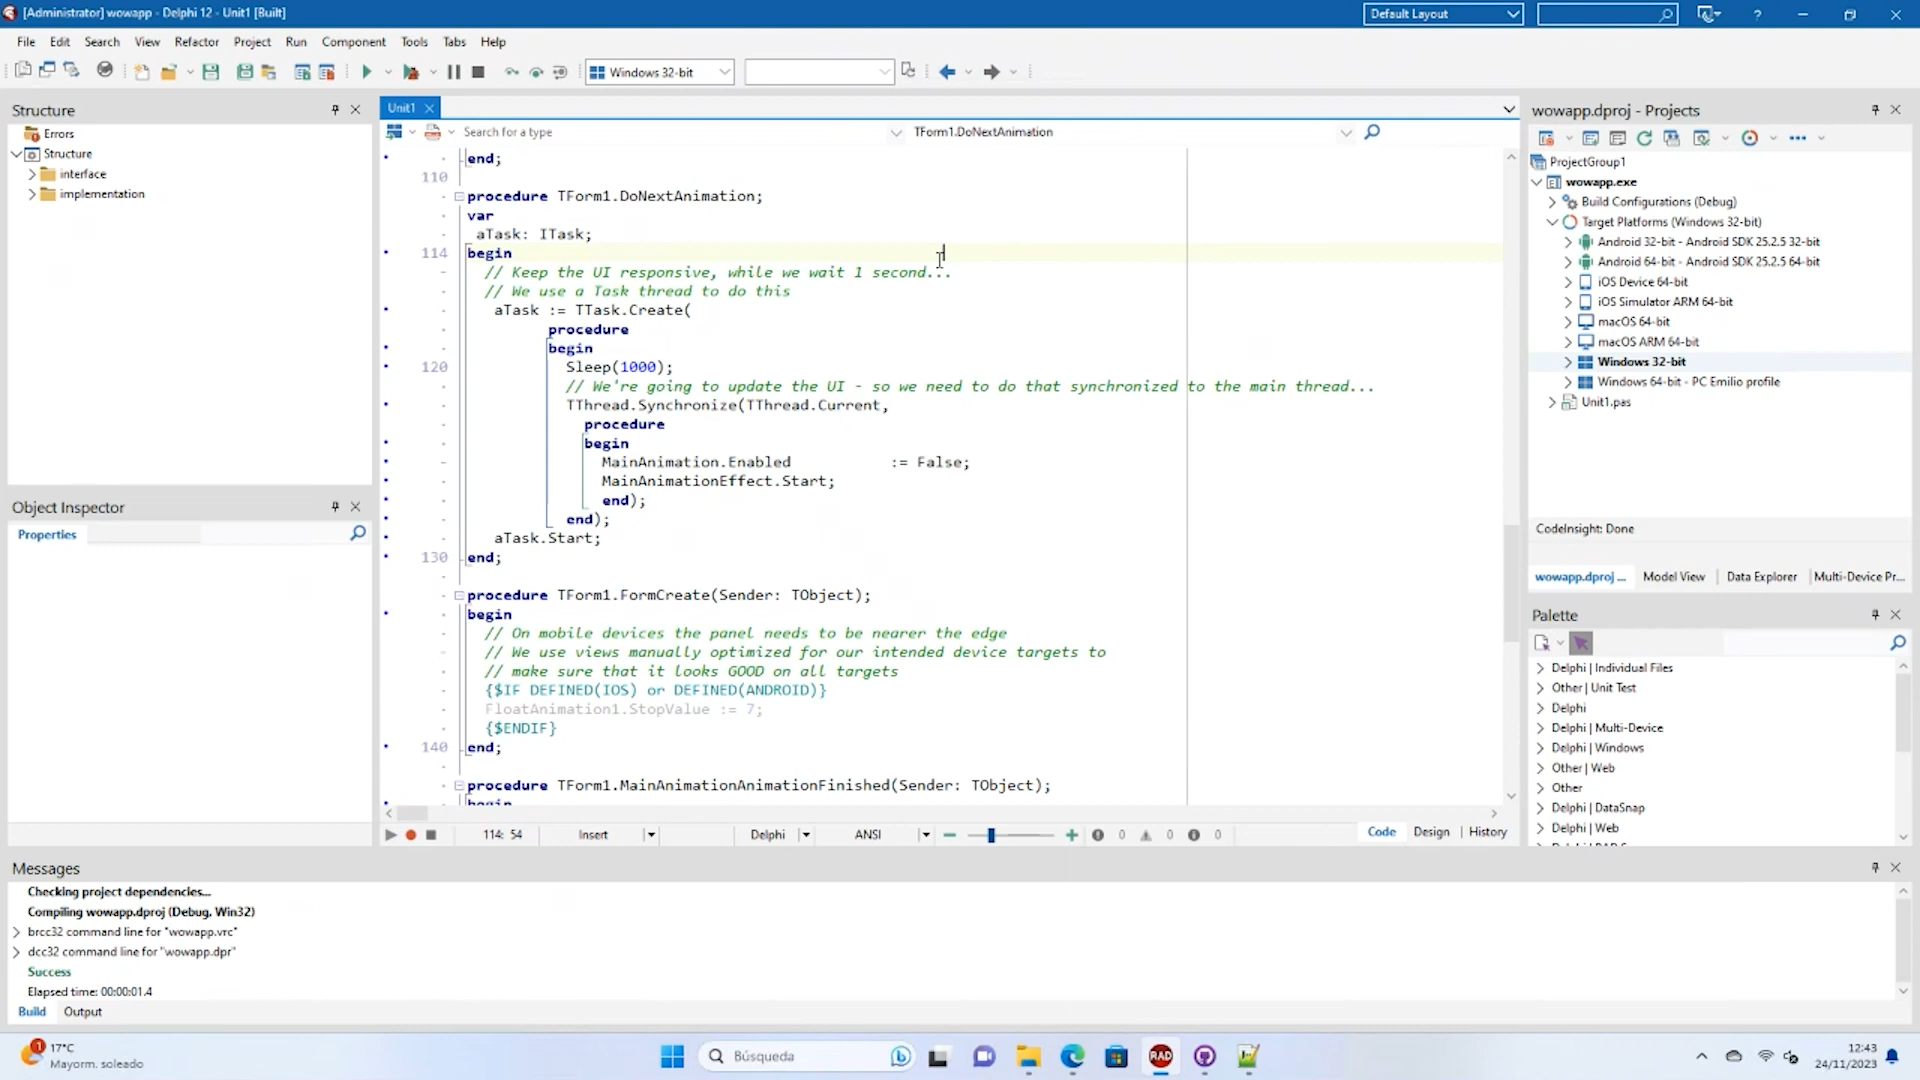 [Administrator] wowapp - Delphi 12 - Unit1 [Built]
Default Layout
?
File Edit Search View Refactor Project Run Component Tools Tabs Help
Windows 32-bit
Structure
Errors
Structure
interface
implementation
Object Inspector
Properties
Unit1
Search for a type
TForm1.DoNextAnimation
end;
110
procedure TForm1.DoNextAnimation;
var
aTask: ITask;
114 begin
// Keep the UI responsive, while we wait 1 second...
// We use a Task thread to do this
aTask := TTask.Create(
procedure
begin
120 Sleep(1000);
// We're going to update the UI - so we need to do that synchronized to the main thread...
TThread.Synchronize(TThread.Current,
procedure
begin
MainAnimation.Enabled := False;
MainAnimationEffect.Start;
end);
end);
aTask.Start;
130 end;
procedure TForm1.FormCreate(Sender: TObject);
begin
// On mobile devices the panel needs to be nearer the edge
// We use views manually optimized for our intended device targets to
// make sure that it looks GOOD on all targets
{$IF DEFINED(IOS) or DEFINED(ANDROID)}
FloatAnimation1.StopValue := 7;
{$ENDIF}
140 end;
procedure TForm1.MainAnimationAnimationFinished(Sender: TObject);
begin
114: 54 Insert Delphi ANSI 0 0 0 Code Design History
wowapp.dproj - Projects
ProjectGroup1
wowapp.exe
Build Configurations (Debug)
Target Platforms (Windows 32-bit)
Android 32-bit - Android SDK 25.2.5 32-bit
Android 64-bit - Android SDK 25.2.5 64-bit
iOS Device 64-bit
iOS Simulator ARM 64-bit
macOS 64-bit
macOS ARM 64-bit
Windows 32-bit
Windows 64-bit - PC Emilio profile
Unit1.pas
CodeInsight: Done
wowapp.dproj ... Model View Data Explorer Multi-Device Pr...
Palette
Delphi | Individual Files
Other | Unit Test
Delphi
Delphi | Multi-Device
Delphi | Windows
Other | Web
Other
Delphi | DataSnap
Delphi | Web
Messages
Checking project dependencies...
Compiling wowapp.dproj (Debug, Win32)
brcc32 command line for "wowapp.vrc"
dcc32 command line for "wowapp.dpr"
Success
Elapsed time: 00:00:01.4
Build Output
1
17°C
Mayorm. soleado
Búsqueda
RAD
12:43
24/11/2023